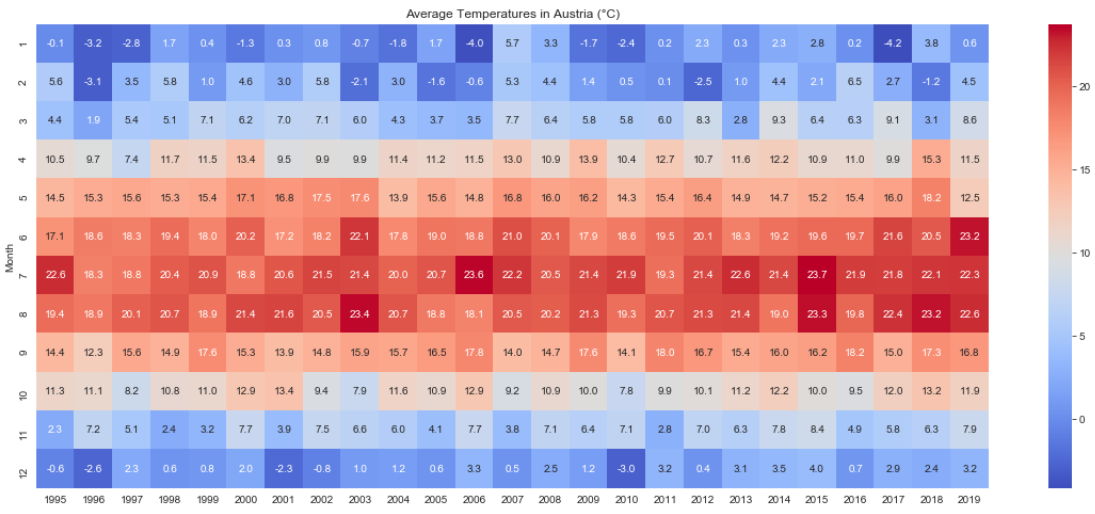 Average Temperatures in Austria (°C)
1 -0.1 -3.2 -2.8 1.7 0.4 -1.3 0.3 0.8 -0.7 -1.8 1.7 -4.0 5.7 3.3 -1.7 -2.4 0.2 2.3 0.3 2.3 2.8 0.2 -4.2 3.8 0.6
2 5.6 -3.1 3.5 5.8 1.0 4.6 3.0 5.8 -2.1 3.0 -1.6 -0.6 5.3 4.4 1.4 0.5 0.1 -2.5 1.0 4.4 2.1 6.5 2.7 -1.2 4.5
3 4.4 1.9 5.4 5.1 7.1 6.2 7.0 7.1 6.0 4.3 3.7 3.5 7.7 6.4 5.8 5.8 6.0 8.3 2.8 9.3 6.4 6.3 9.1 3.1 8.6
4 10.5 9.7 7.4 11.7 11.5 13.4 9.5 9.9 9.9 11.4 11.2 11.5 13.0 10.9 13.9 10.4 12.7 10.7 11.6 12.2 10.9 11.0 9.9 15.3 11.5
5 14.5 15.3 15.6 15.3 15.4 17.1 16.8 17.5 17.6 13.9 15.6 14.8 16.8 16.0 16.2 14.3 15.4 16.4 14.9 14.7 15.2 15.4 16.0 18.2 12.5
6 17.1 18.6 18.3 19.4 18.0 20.2 17.2 18.2 22.1 17.8 19.0 18.8 21.0 20.1 17.9 18.6 19.5 20.1 18.3 19.2 19.6 19.7 21.6 20.5 23.2
Month
7 22.6 18.3 18.8 20.4 20.9 18.8 20.6 21.5 21.4 20.0 20.7 23.6 22.2 20.5 21.4 21.9 19.3 21.4 22.6 21.4 23.7 21.9 21.8 22.1 22.3
8 19.4 18.9 20.1 20.7 18.9 21.4 21.6 20.5 23.4 20.7 18.8 18.1 20.5 20.2 21.3 19.3 20.7 21.3 21.4 19.0 23.3 19.8 22.4 23.2 22.6
9 14.4 12.3 15.6 14.9 17.6 15.3 13.9 14.8 15.9 15.7 16.5 17.8 14.0 14.7 17.6 14.1 18.0 16.7 15.4 16.0 16.2 18.2 15.0 17.3 16.8
10 11.3 11.1 8.2 10.8 11.0 12.9 13.4 9.4 7.9 11.6 10.9 12.9 9.2 10.9 10.0 7.8 9.9 10.1 11.2 12.2 10.0 9.5 12.0 13.2 11.9
11 2.3 7.2 5.1 2.4 3.2 7.7 3.9 7.5 6.6 6.0 4.1 7.7 3.8 7.1 6.4 7.1 2.8 7.0 6.3 7.8 8.4 4.9 5.8 6.3 7.9
12 -0.6 -2.6 2.3 0.6 0.8 2.0 -2.3 -0.8 1.0 1.2 0.6 3.3 0.5 2.5 1.2 -3.0 3.2 0.4 3.1 3.5 4.0 0.7 2.9 2.4 3.2
1995 1996 1997 1998 1999 2000 2001 2002 2003 2004 2005 2006 2007 2008 2009 2010 2011 2012 2013 2014 2015 2016 2017 2018 2019
20
15
10
5
0